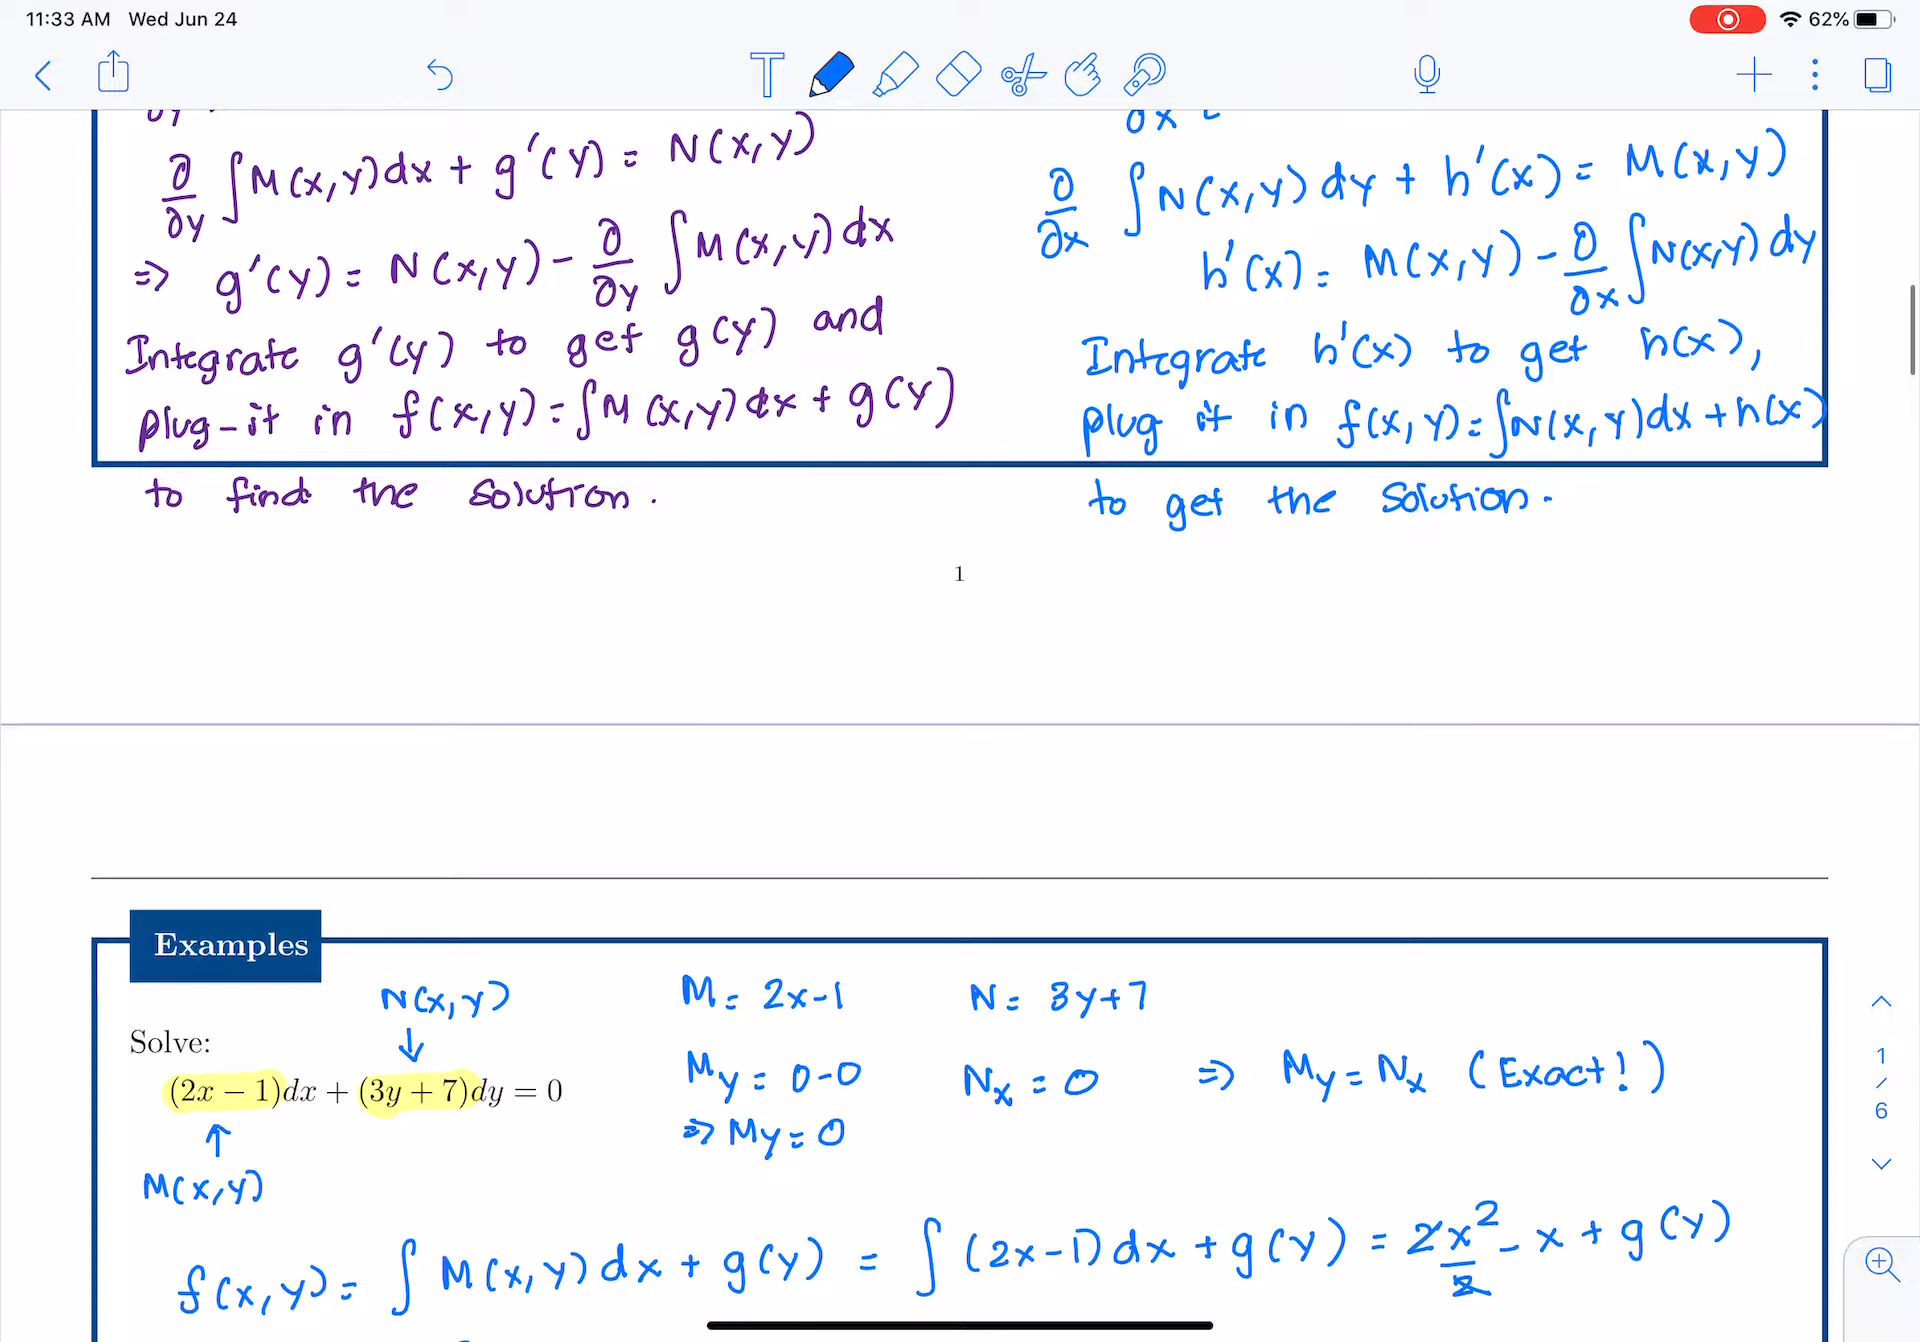 11:33 AM Wed Jun 24
62%
∂/∂y ∫M(x,y)dx + g'(y) = N(x,y)
⇒ g'(y) = N(x,y) - ∂/∂y ∫M(x,y)dx
Integrate g'(y) to get g(y) and
plug-it in f(x,y) = ∫M(x,y)dx + g(y)
to find the solution.
∂x
∂/∂x ∫N(x,y)dy + h'(x) = M(x,y)
h'(x) = M(x,y) - ∂/∂x ∫N(x,y)dy
Integrate h'(x) to get h(x),
plug it in f(x,y) = ∫N(x,y)dx + h(x)
to get the solution.
1
Examples
N(x,y)
↓
Solve:
(2x − 1)dx + (3y + 7)dy = 0
↑
M(x,y)
M = 2x-1 N = 3y+7
My = 0-0 Nx = 0 ⇒ My = Nx (Exact!)
⇒ My = 0
f(x,y) = ∫ M(x,y)dx + g(y) = ∫(2x-1)dx + g(y) = 2x²/2 - x + g(y)
1
/
6